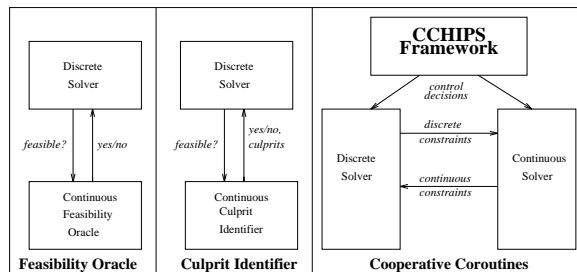 Discrete
Solver
feasible?
yes/no
Continuous
Feasibility
Oracle
Feasibility Oracle
Discrete
Solver
feasible?
yes/no,
culprits
Continuous
Culprit
Identifier
Culprit Identifier
CCHIPS
Framework
control
decisions
Discrete
Solver
discrete
constraints
continuous
constraints
Continuous
Solver
Cooperative Coroutines